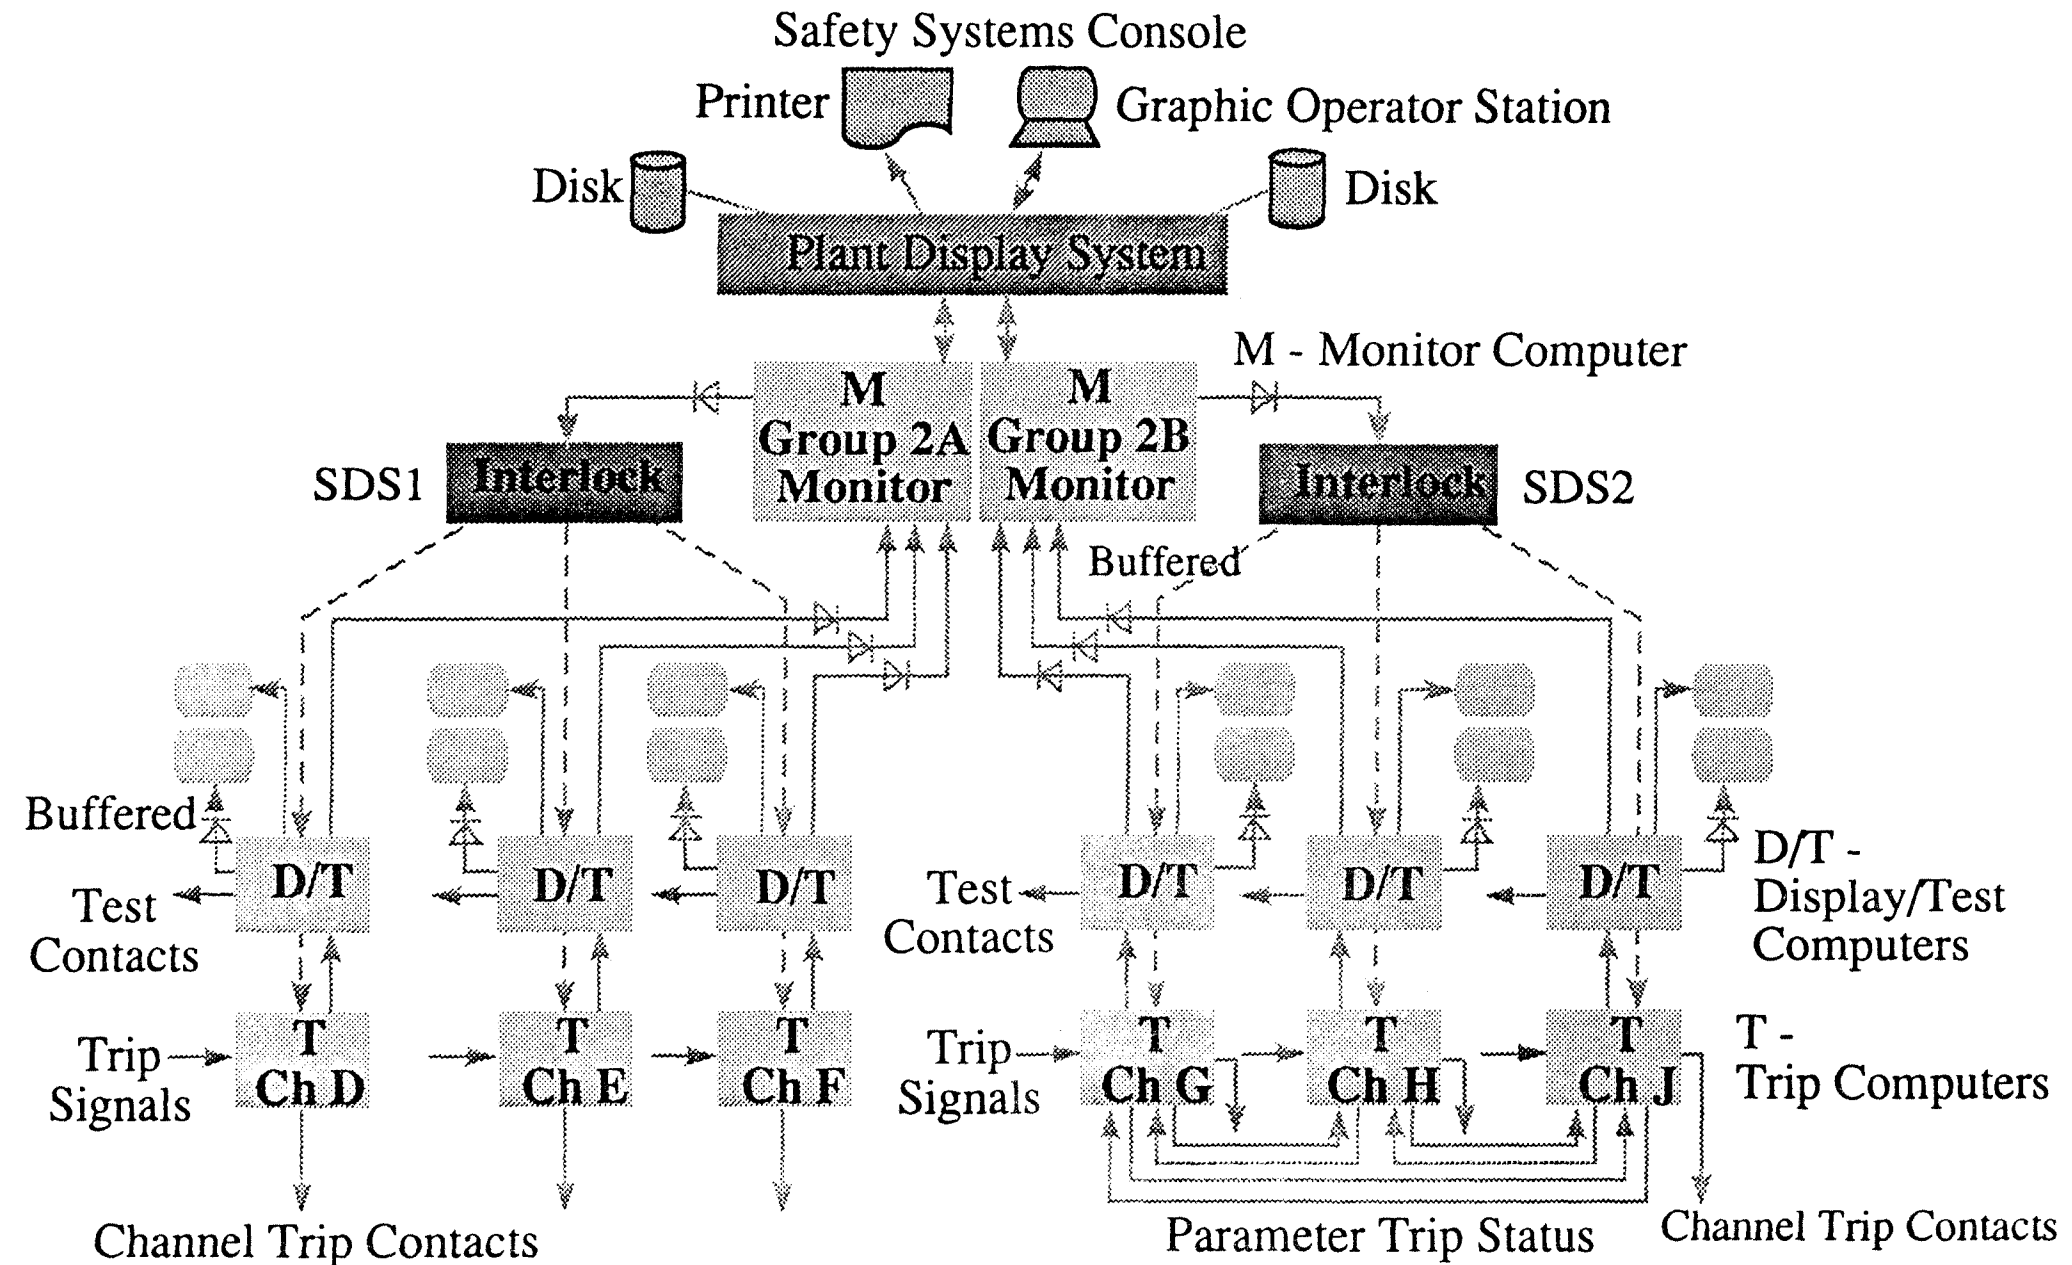 Safety Systems Console
Printer
Graphic Operator Station
Disk
Disk
Plant Display System
M - Monitor Computer
M
Group 2A
Monitor
M
Group 2B
Monitor
SDS1
Interlock
Interlock
SDS2
Buffered
Buffered
D/T
D/T
D/T
D/T
D/T
D/T
D/T -
Display/Test
Computers
Test
Contacts
Test
Contacts
Trip
Signals
T
Ch D
T
Ch E
T
Ch F
Trip
Signals
T
Ch G
T
Ch H
T
Ch J
T -
Trip Computers
Channel Trip Contacts
Parameter Trip Status
Channel Trip Contacts